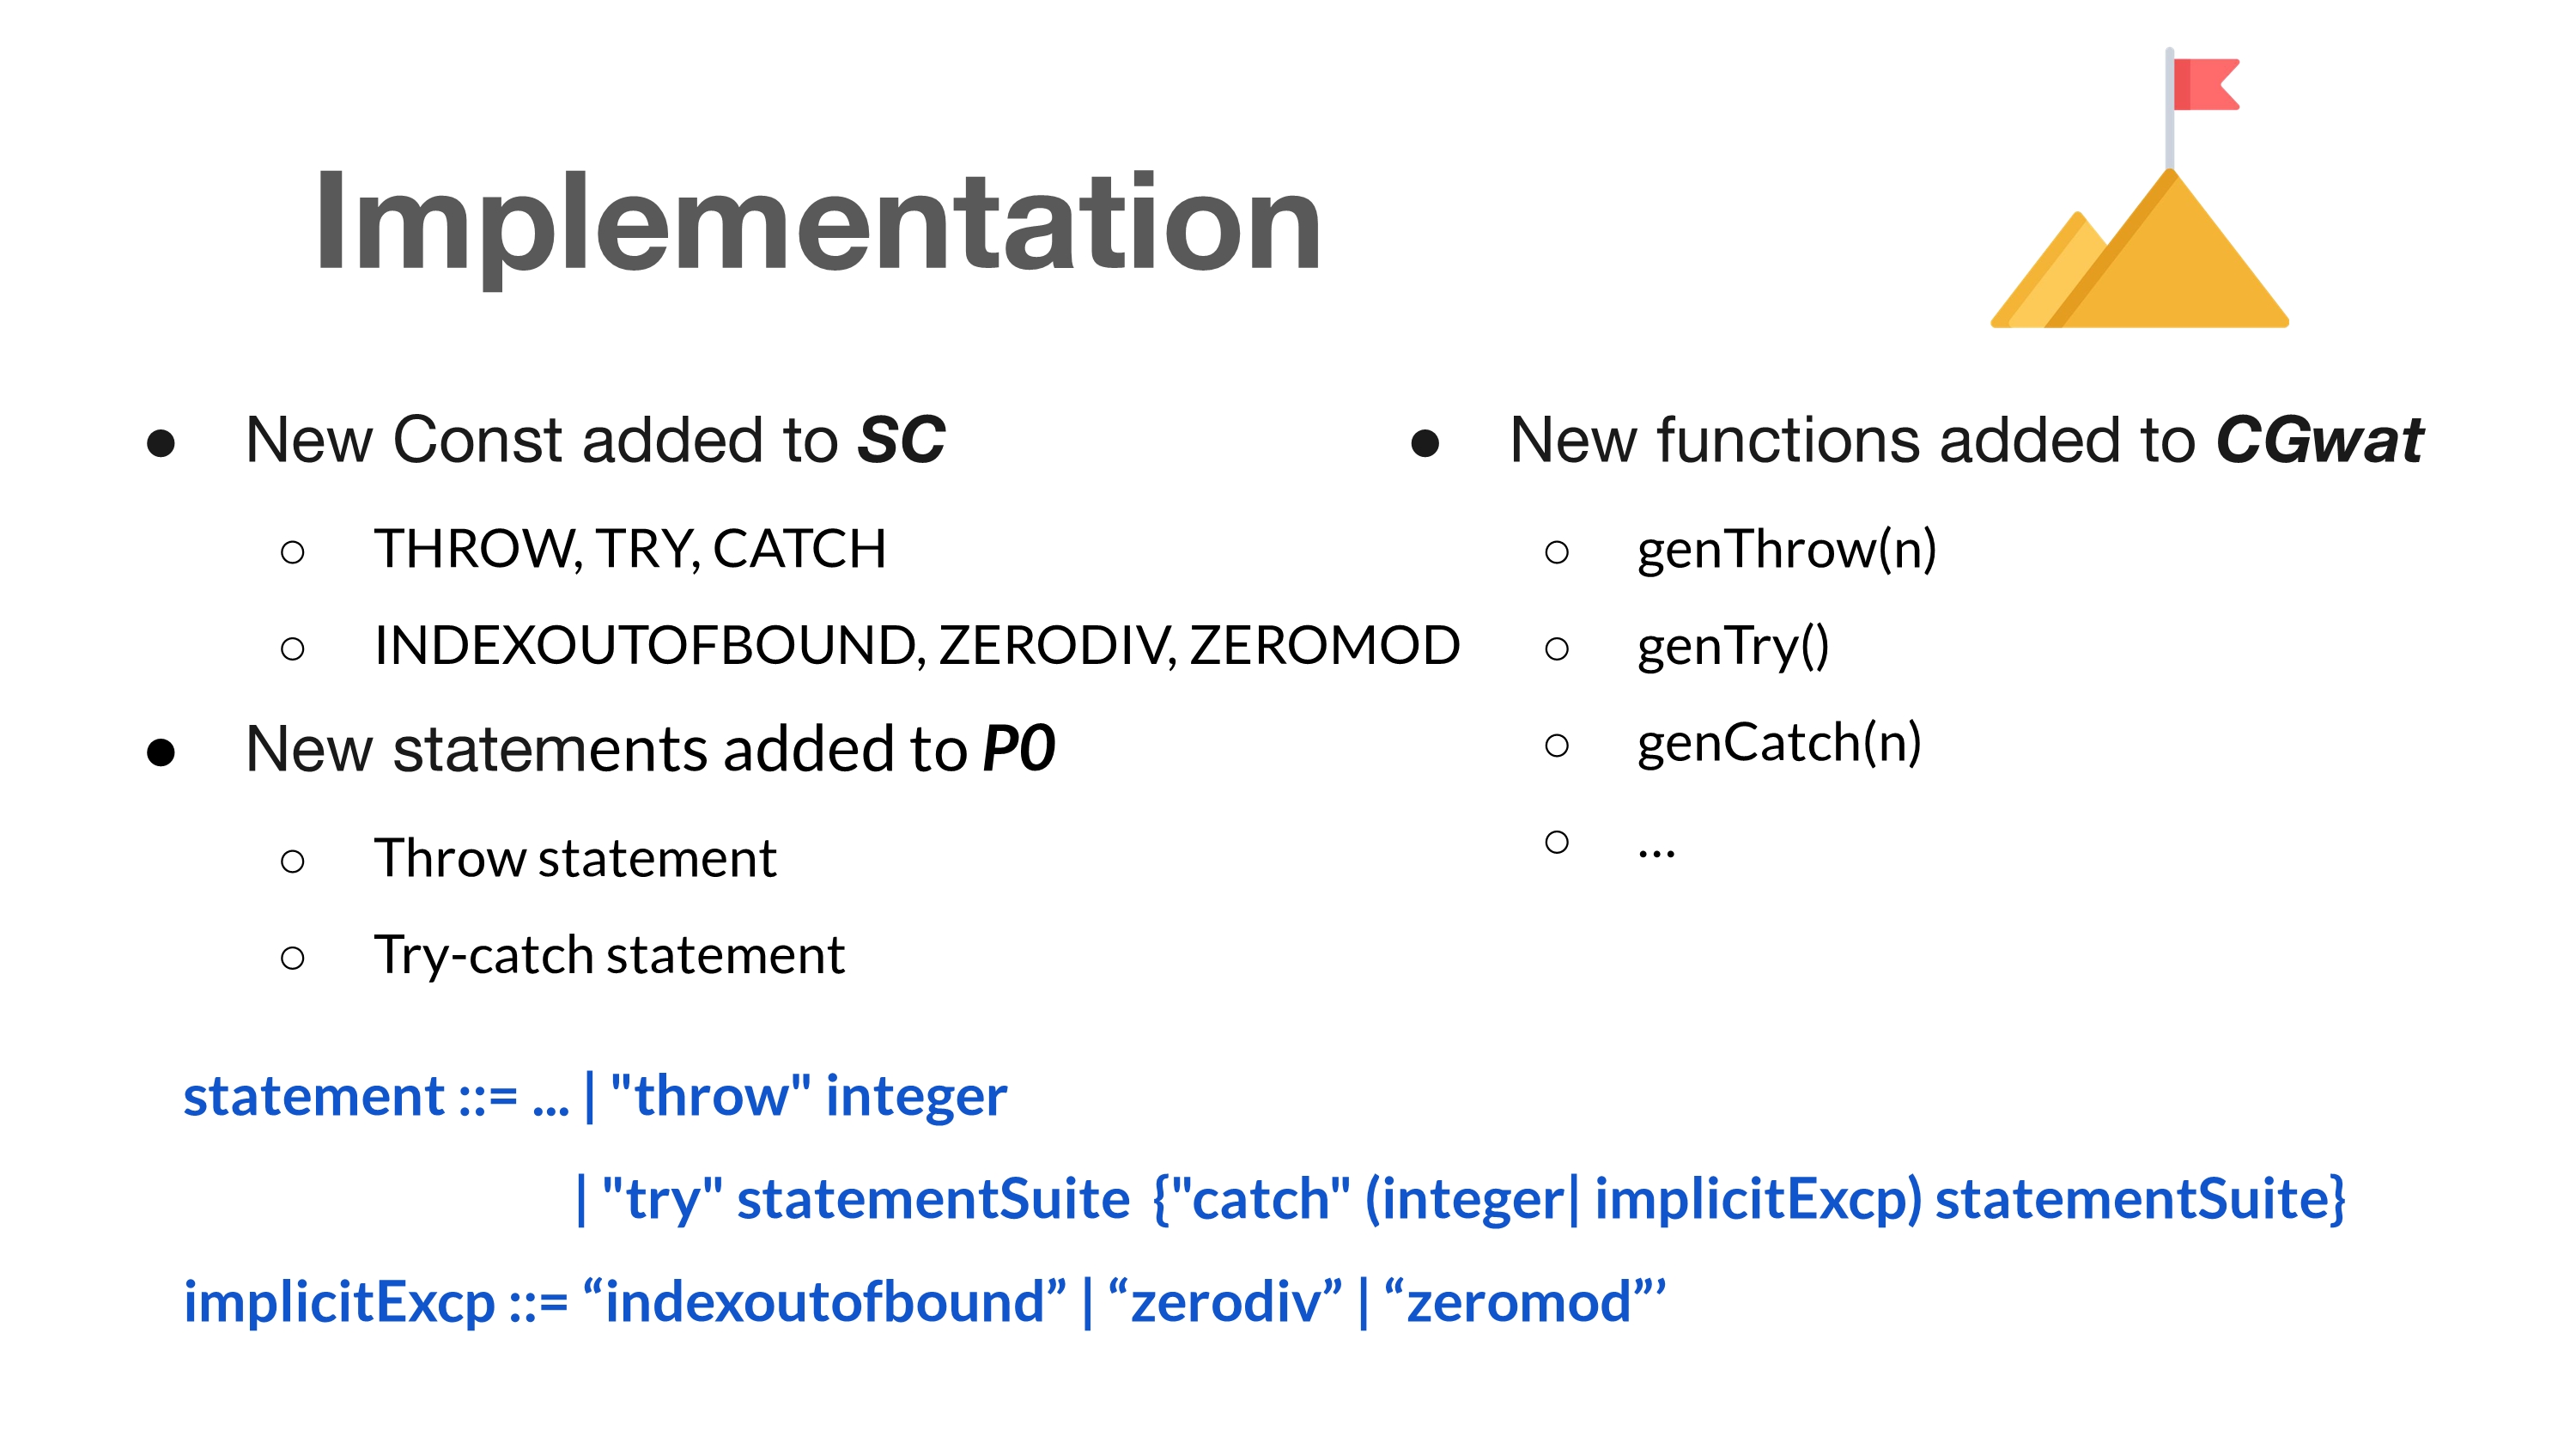 Implementation
● New Const added to SC
○ THROW, TRY, CATCH
○ INDEXOUTOFBOUND, ZERODIV, ZEROMOD
● New statements added to P0
○ Throw statement
○ Try-catch statement
● New functions added to CGwat
○ genThrow(n)
○ genTry()
○ genCatch(n)
○ ...
statement ::= ... | "throw" integer
| "try" statementSuite {"catch" (integer| implicitExcp) statementSuite}
implicitExcp ::= “indexoutofbound” | “zerodiv” | “zeromod”’